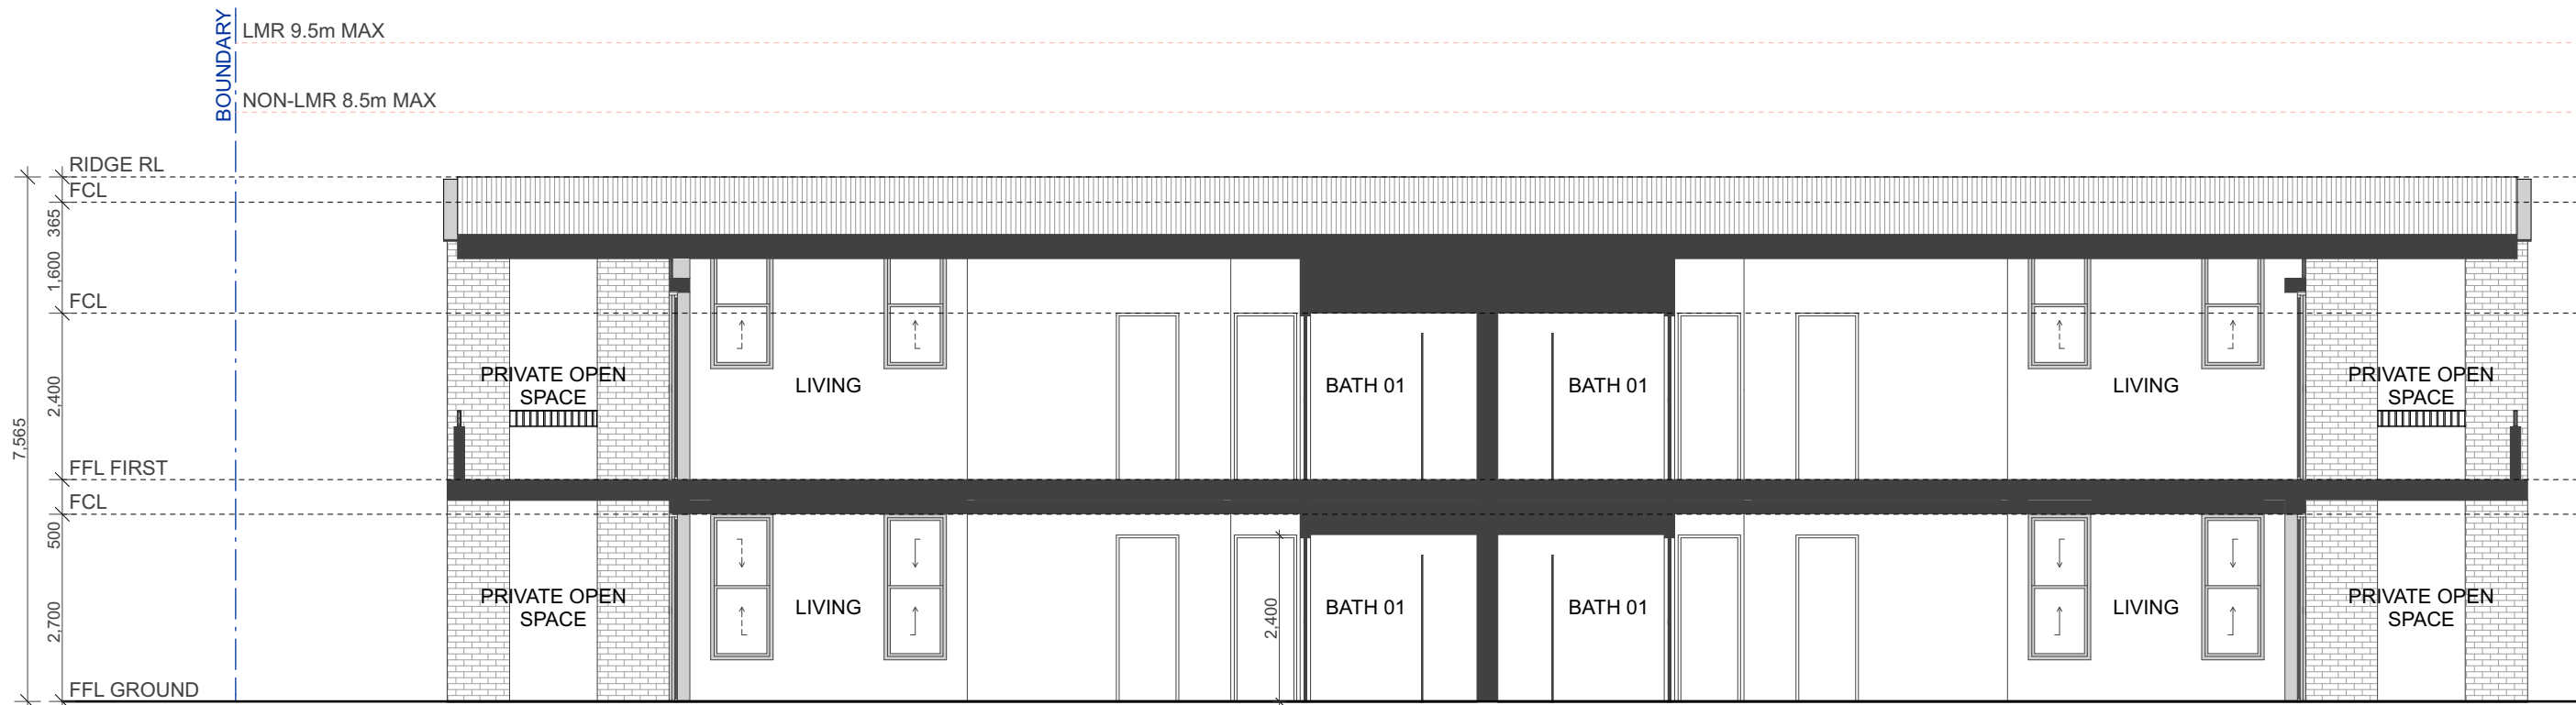 BOUNDARY
LMR 9.5m MAX
NON-LMR 8.5m MAX
RIDGE RL
FCL
365
1,600
FCL
2,400
7,565
FFL FIRST
FCL
500
2,700
FFL GROUND
PRIVATE OPEN
SPACE
LIVING
BATH 01
BATH 01
LIVING
PRIVATE OPEN
SPACE
PRIVATE OPEN
SPACE
LIVING
2,400
BATH 01
BATH 01
LIVING
PRIVATE OPEN
SPACE